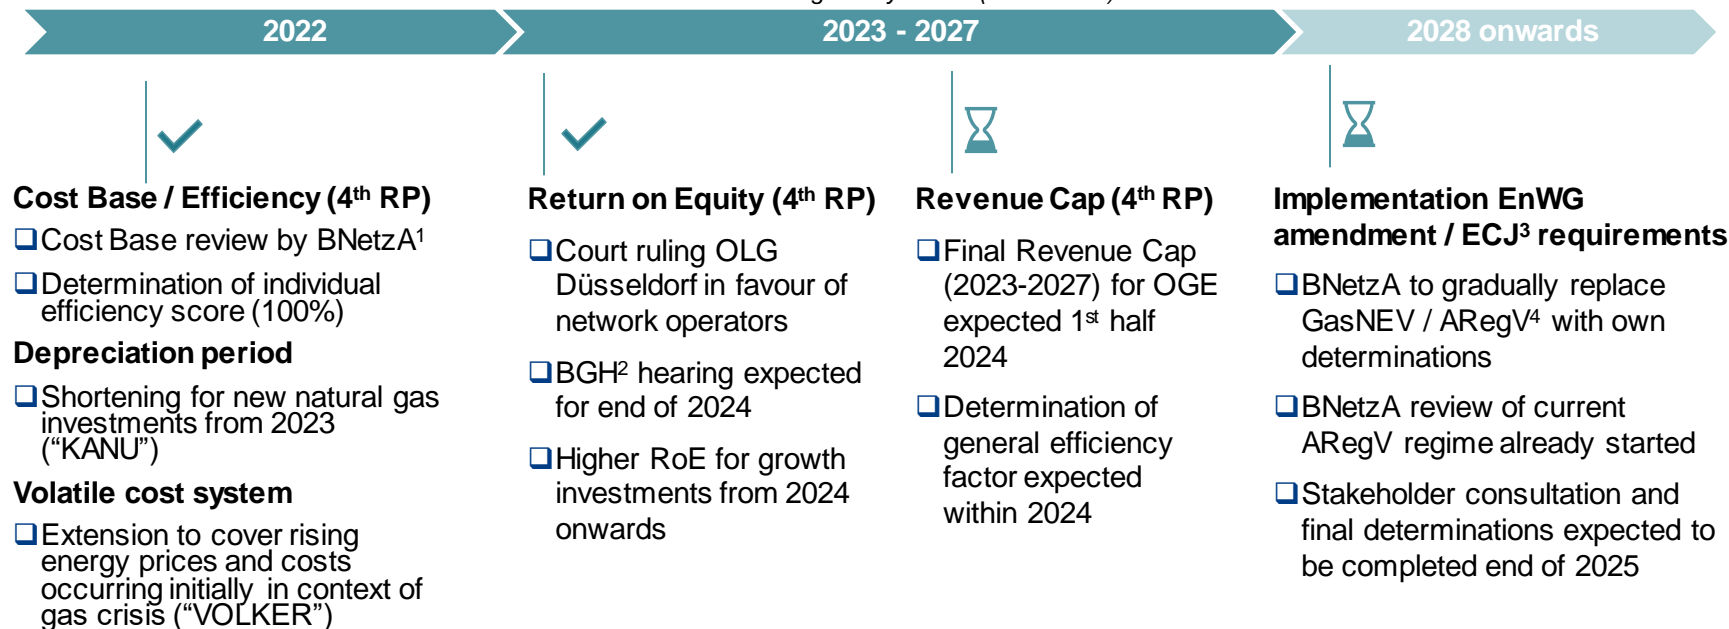 2022
2023 - 2027
2028 onwards
Cost Base / Efficiency (4th RP)
❑Cost Base review by BNetzA1
❑Determination of individual
efficiency score (100%)
Depreciation period
❑Shortening for new natural gas
investments from 2023
(“KANU”)
Volatile cost system
❑Extension to cover rising
energy prices and costs
occurring initially in context of
gas crisis (“VOLKER”)
Return on Equity (4th RP)
❑Court ruling OLG
Düsseldorf in favour of
network operators
❑BGH2 hearing expected
for end of 2024
❑Higher RoE for growth
investments from 2024
onwards
Revenue Cap (4th RP)
❑Final Revenue Cap
(2023-2027) for OGE
expected 1st half
2024
❑Determination of
general efficiency
factor expected
within 2024
Implementation EnWG
amendment / ECJ3 requirements
❑BNetzA to gradually replace
GasNEV / ARegV4 with own
determinations
❑BNetzA review of current
ARegV regime already started
❑Stakeholder consultation and
final determinations expected to
be completed end of 2025